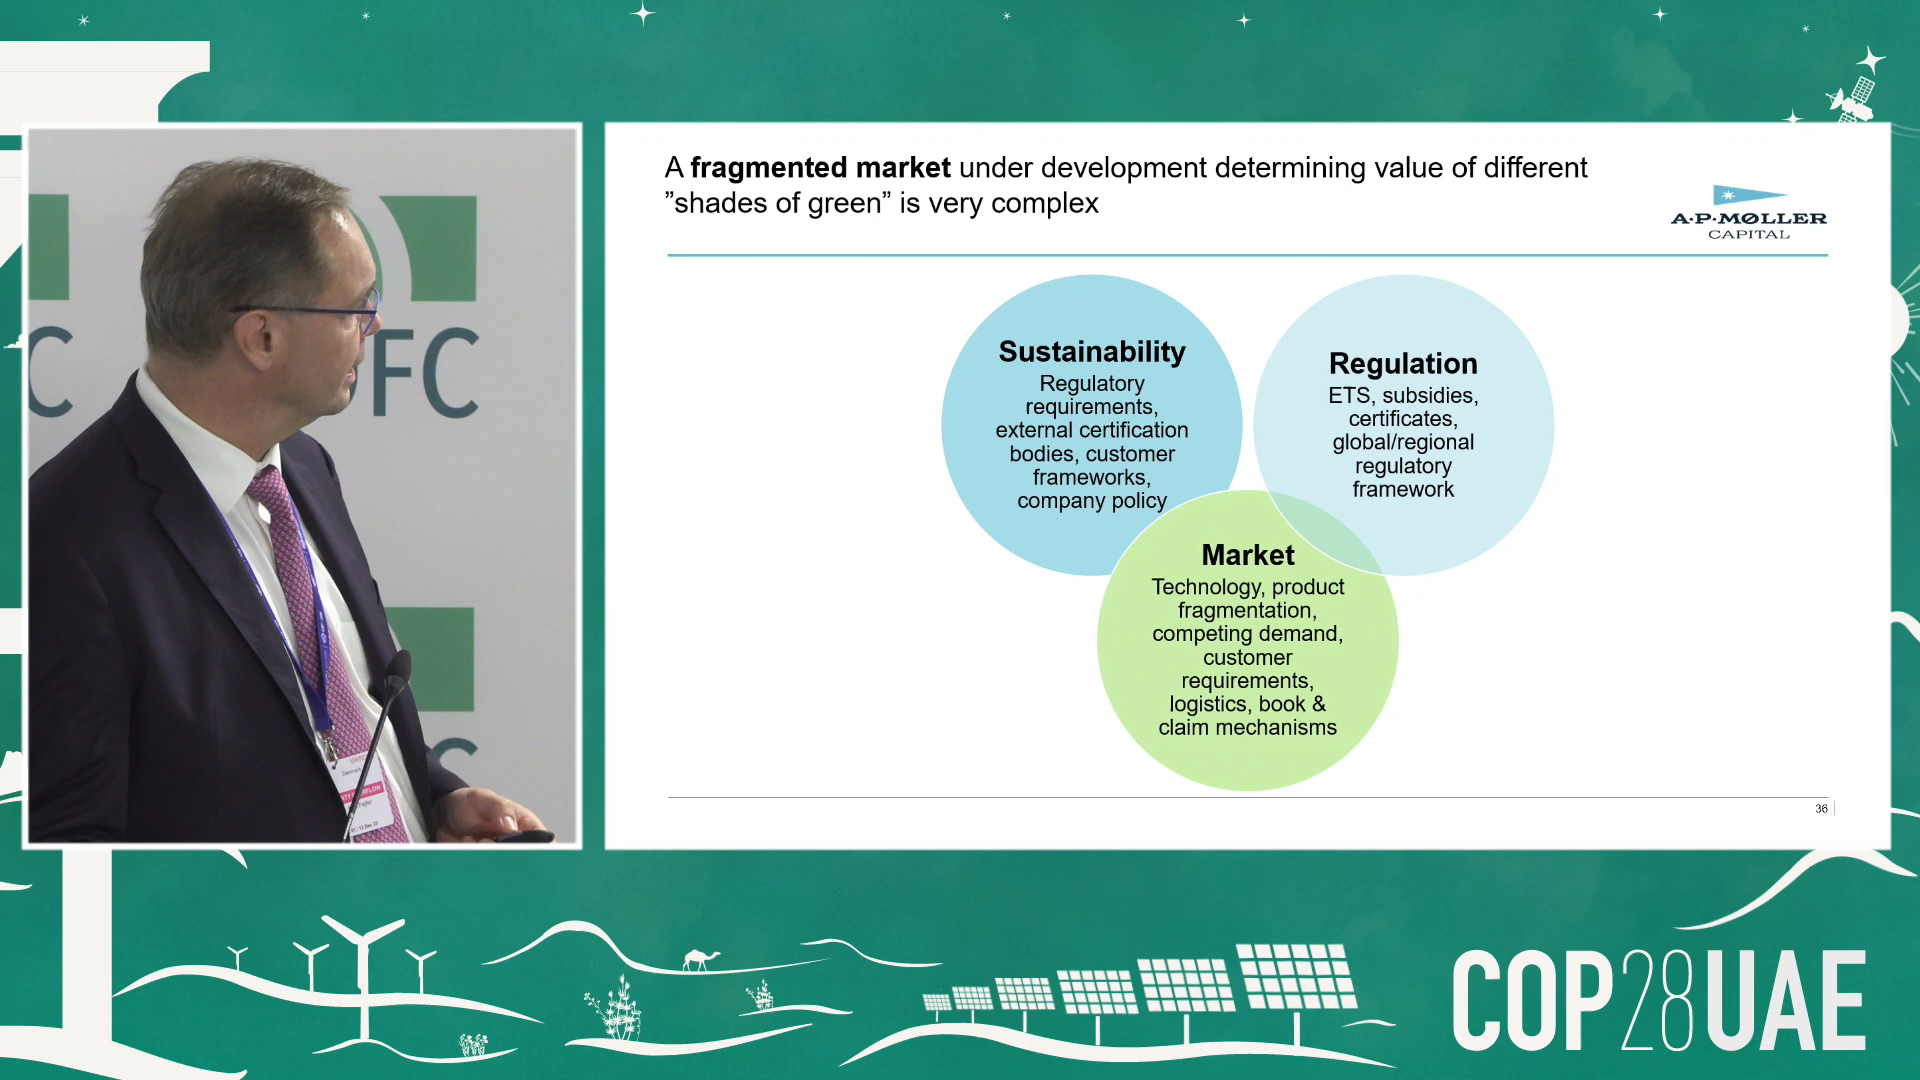 A fragmented market under development determining value of different
”shades of green” is very complex
A·P·MØLLER
CAPITAL
Sustainability
Regulatory
requirements,
external certification
bodies, customer
frameworks,
company policy
Regulation
ETS, subsidies,
certificates,
global/regional
regulatory
framework
Market
Technology, product
fragmentation,
competing demand,
customer
requirements,
logistics, book &
claim mechanisms
36
C
FC
C
Denmark
COP28UAE